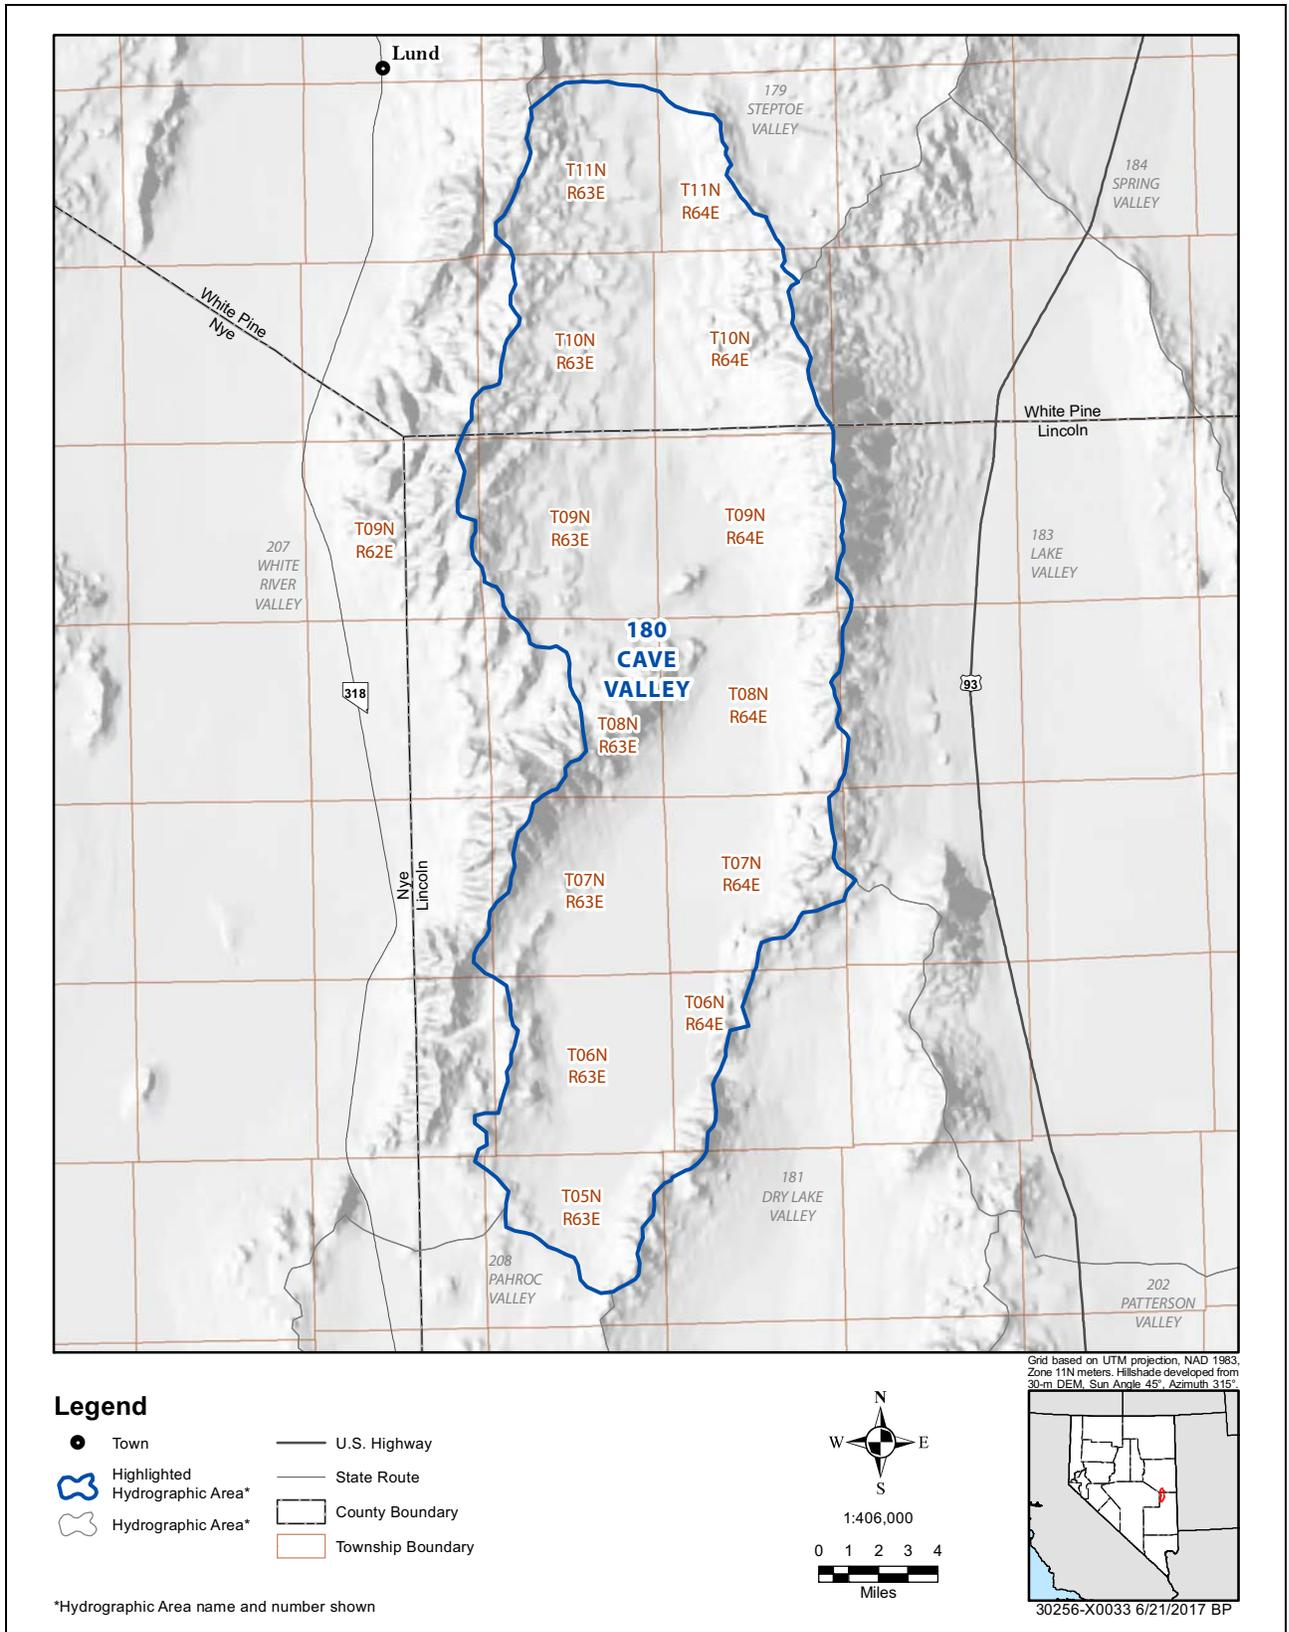 Lund
179
STEPTOE
VALLEY
184
SPRING
VALLEY
T11N
R63E
T11N
R64E
White Pine
Nye
T10N
R63E
T10N
R64E
White Pine
Lincoln
T09N
R62E
T09N
R63E
T09N
R64E
207
WHITE
RIVER
VALLEY
183
LAKE
VALLEY
180
CAVE
VALLEY
318
93
T08N
R63E
T08N
R64E
Nye
Lincoln
T07N
R63E
T07N
R64E
T06N
R64E
T06N
R63E
T05N
R63E
181
DRY LAKE
VALLEY
208
PAHROC
VALLEY
202
PATTERSON
VALLEY
Grid based on UTM projection, NAD 1983,
Zone 11N meters. Hillshade developed from
30-m DEM, Sun Angle 45°, Azimuth 315°.
Legend
Town
Highlighted
Hydrographic Area*
Hydrographic Area*
U.S. Highway
State Route
County Boundary
Township Boundary
N
W E
S
1:406,000
0 1 2 3 4
Miles
*Hydrographic Area name and number shown
30256-X0033 6/21/2017 BP